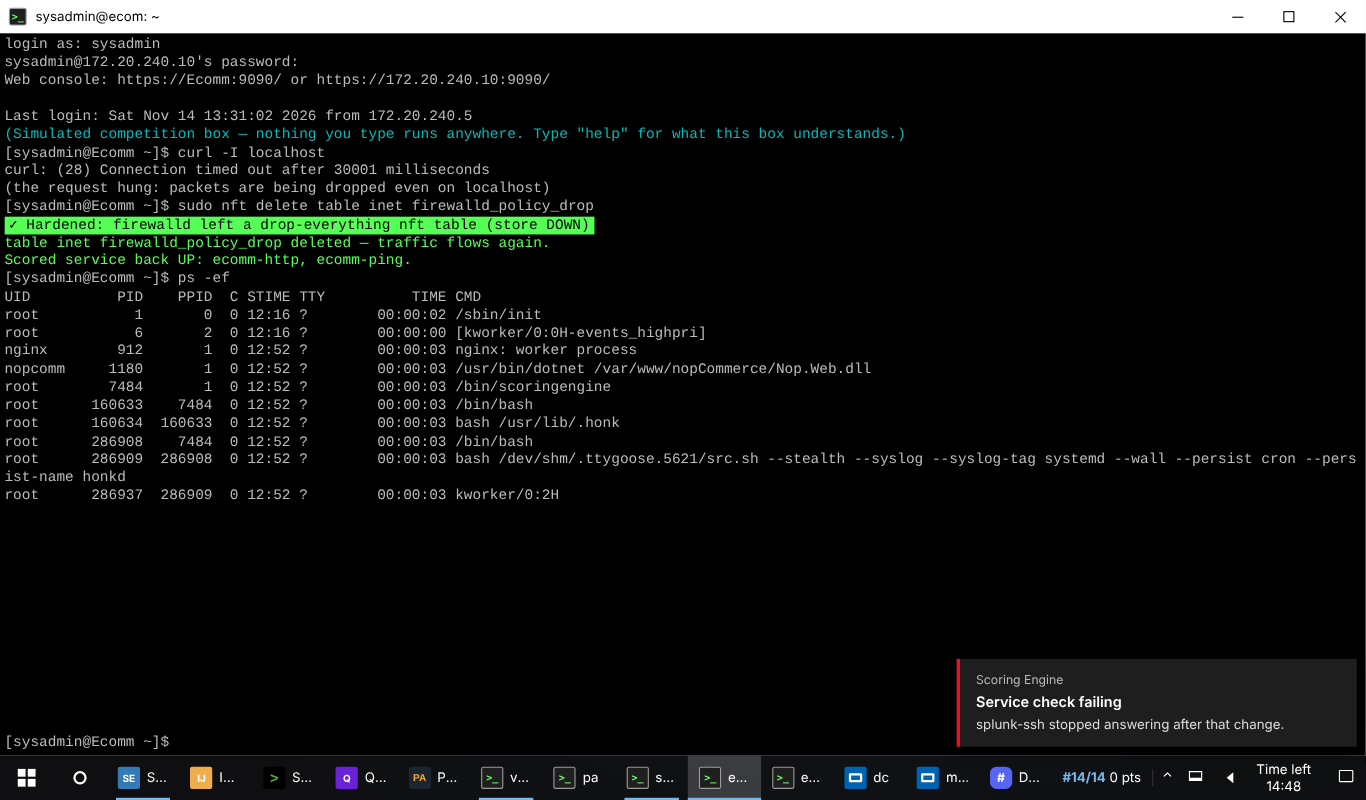 sysadmin@ecom: ~
login as: sysadmin
sysadmin@172.20.240.10's password:
Web console: https://Ecomm:9090/ or https://172.20.240.10:9090/
Last login: Sat Nov 14 13:31:02 2026 from 172.20.240.5
(Simulated competition box — nothing you type runs anywhere. Type "help" for what this box understands.)
[sysadmin@Ecomm ~]$ curl -I localhost
curl: (28) Connection timed out after 30001 milliseconds
(the request hung: packets are being dropped even on localhost)
[sysadmin@Ecomm ~]$ sudo nft delete table inet firewalld_policy_drop
✓ Hardened: firewalld left a drop-everything nft table (store DOWN)
table inet firewalld_policy_drop deleted — traffic flows again.
Scored service back UP: ecomm-http, ecomm-ping.
[sysadmin@Ecomm ~]$ ps -ef
UID          PID    PPID  C STIME TTY          TIME CMD
root           1       0  0 12:16 ?        00:00:02 /sbin/init
root           6       2  0 12:16 ?        00:00:00 [kworker/0:0H-events_highpri]
nginx        912       1  0 12:52 ?        00:00:03 nginx: worker process
nopcomm     1180       1  0 12:52 ?        00:00:03 /usr/bin/dotnet /var/www/nopCommerce/Nop.Web.dll
root        7484       1  0 12:52 ?        00:00:03 /bin/scoringengine
root      160633    7484  0 12:52 ?        00:00:03 /bin/bash
root      160634  160633  0 12:52 ?        00:00:03 bash /usr/lib/.honk
root      286908    7484  0 12:52 ?        00:00:03 /bin/bash
root      286909  286908  0 12:52 ?        00:00:03 bash /dev/shm/.ttygoose.5621/src.sh --stealth --syslog --syslog-tag systemd --wall --persist cron --pers
ist-name honkd
root      286937  286909  0 12:52 ?        00:00:03 kworker/0:2H
Scoring Engine
Service check failing
splunk-ssh stopped answering after that change.
[sysadmin@Ecomm ~]$
SE S... IJ I... > S... Q Q... PA P... >_ v... >_ pa >_ s... >_ e... >_ e... dc m... # D... #14/14 0 pts Time left
14:48